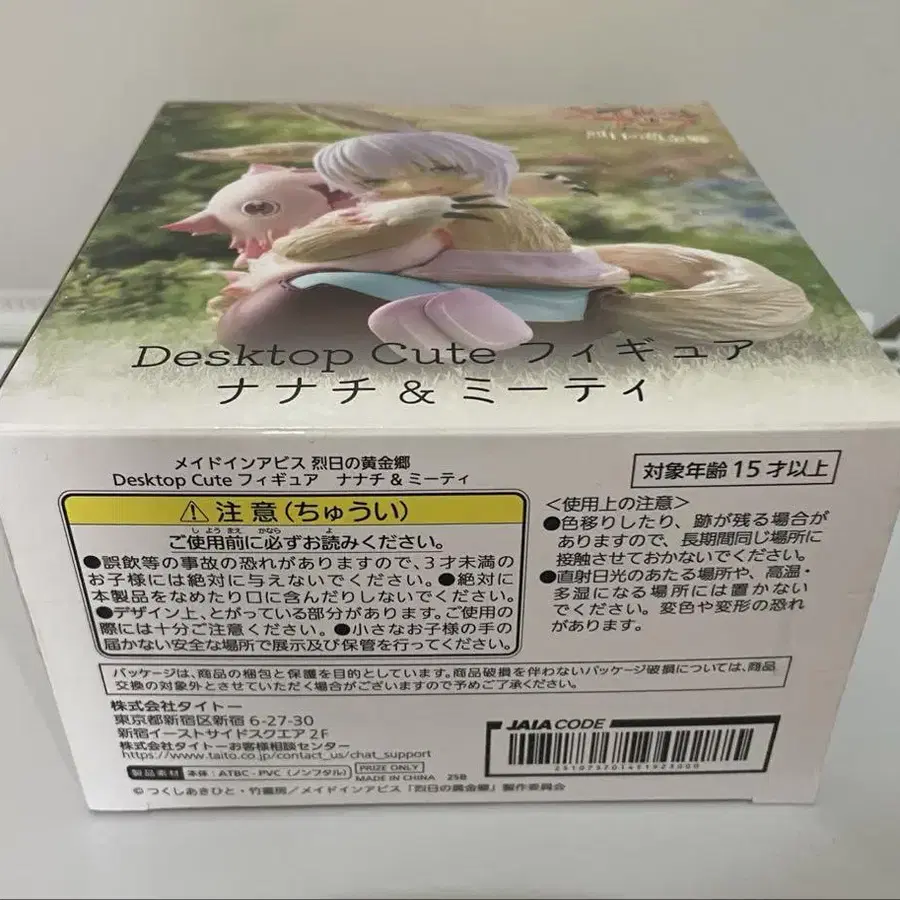 Desktop Cute フィギュア
ナナチ & ミーティ
メイドインアビス 烈日の黄金郷
Desktop Cute フィギュア ナナチ & ミーティ
対象年齢 15 才以上
⚠注意(ちゅうい)
しようまえ かなら よ
ご使用前に必ずお読みください。
●誤飲等の事故の恐れがありますので、3才未満の
お子様には絶対に与えないでください。●絶対に
本製品をなめたり口に含んだりしないでください。
●デザイン上、とがっている部分があります。ご使用の
際には十分ご注意ください。●小さなお子様の手の
届かない安全な場所で展示及び保管を行ってください。
<使用上の注意>
●色移りしたり、跡が残る場合が
ありますので、長期間同じ場所に
接触させておかないでください。
●直射日光のあたる場所や、高温・
多湿になる場所には置かない
でください。変色や変形の恐れ
があります。
パッケージは、商品の梱包と保護を目的としています。商品破損を伴わないパッケージ破損については、商品
交換の対象外とさせていただく場合がございますので予めご了承ください。
株式会社タイトー
東京都新宿区新宿 6-27-30
新宿イーストサイドスクエア 2F
株式会社タイトーお客様相談センター
https://www.taito.co.jp/contact_us/chat_support
製品素材 本体:ATBC-PVC(ノンフタル) PRIZE ONLY
MADE IN CHINA 25B
©つくしあきひと・竹書房/メイドインアビス「烈日の黄金郷」製作委員会
JAIA CODE